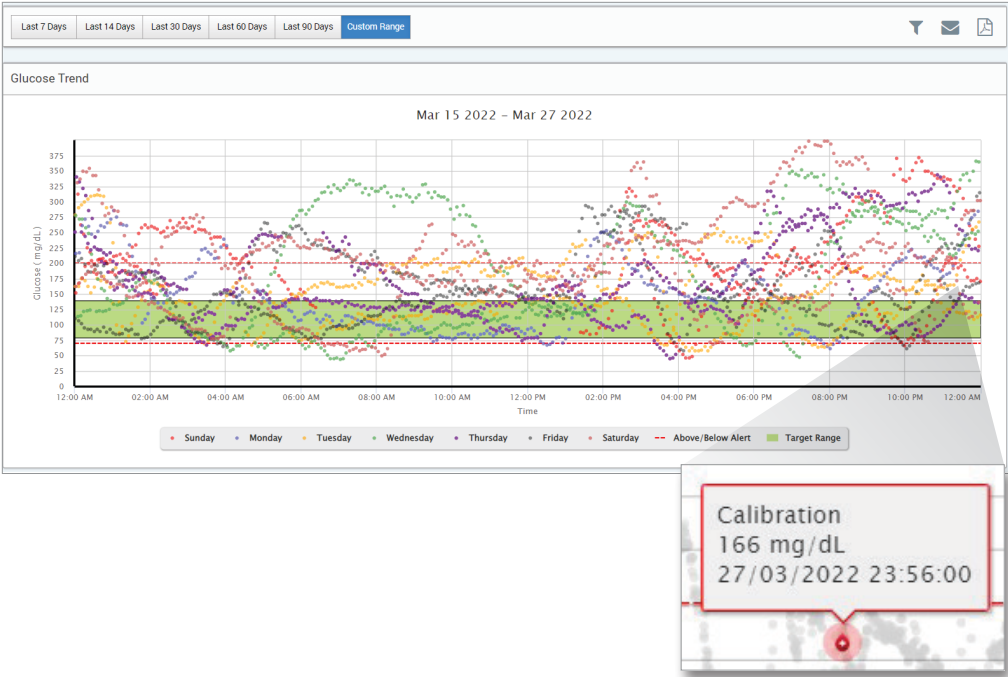 Last 7 Days Last 14 Days Last 30 Days Last 60 Days Last 90 Days Custom Range
Glucose Trend
Mar 15 2022 – Mar 27 2022
Glucose ( mg/dL )
375
350
325
300
275
250
225
200
175
150
125
100
75
50
25
0
12:00 AM 02:00 AM 04:00 AM 06:00 AM 08:00 AM 10:00 AM 12:00 PM 02:00 PM 04:00 PM 06:00 PM 08:00 PM 10:00 PM 12:00 AM
Time
Sunday Monday Tuesday Wednesday Thursday Friday Saturday Above/Below Alert Target Range
Calibration
166 mg/dL
27/03/2022 23:56:00